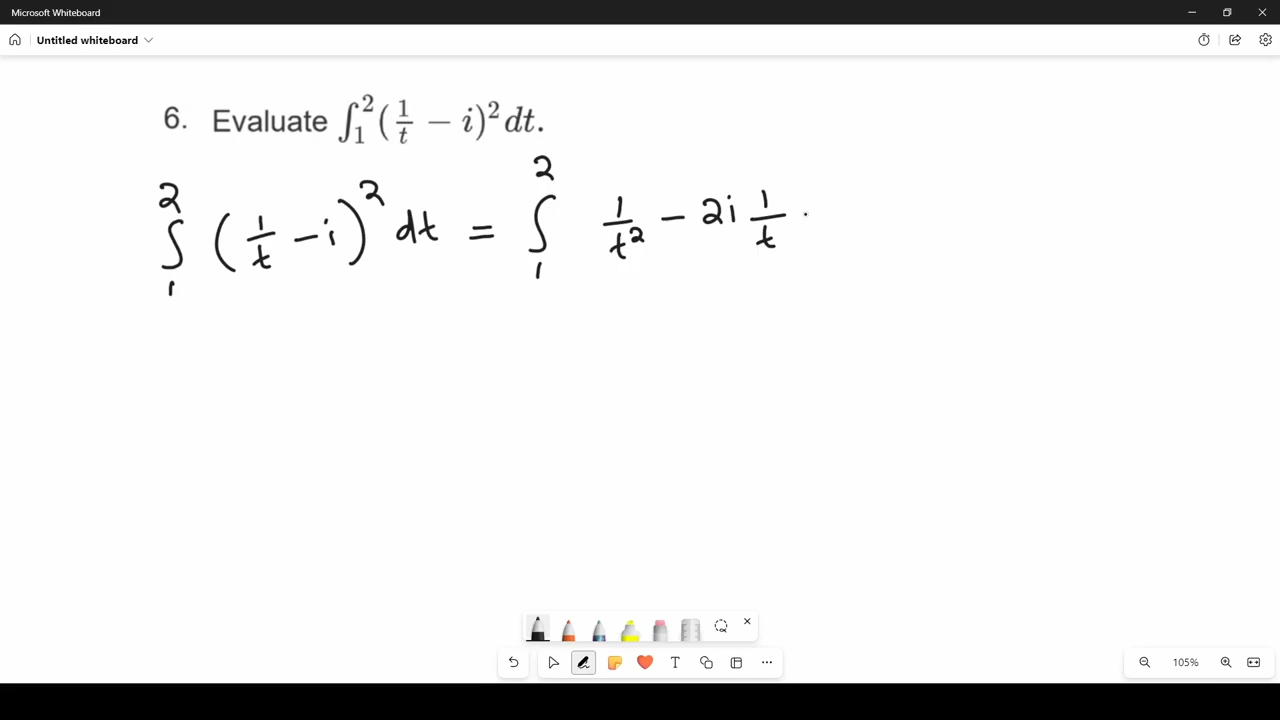 Microsoft Whiteboard
Untitled whiteboard
6. Evaluate ∫₁² (1/t − i)² dt.
∫₁² (1/t − i)² dt = ∫₁² 1/t² − 2i 1/t
105%